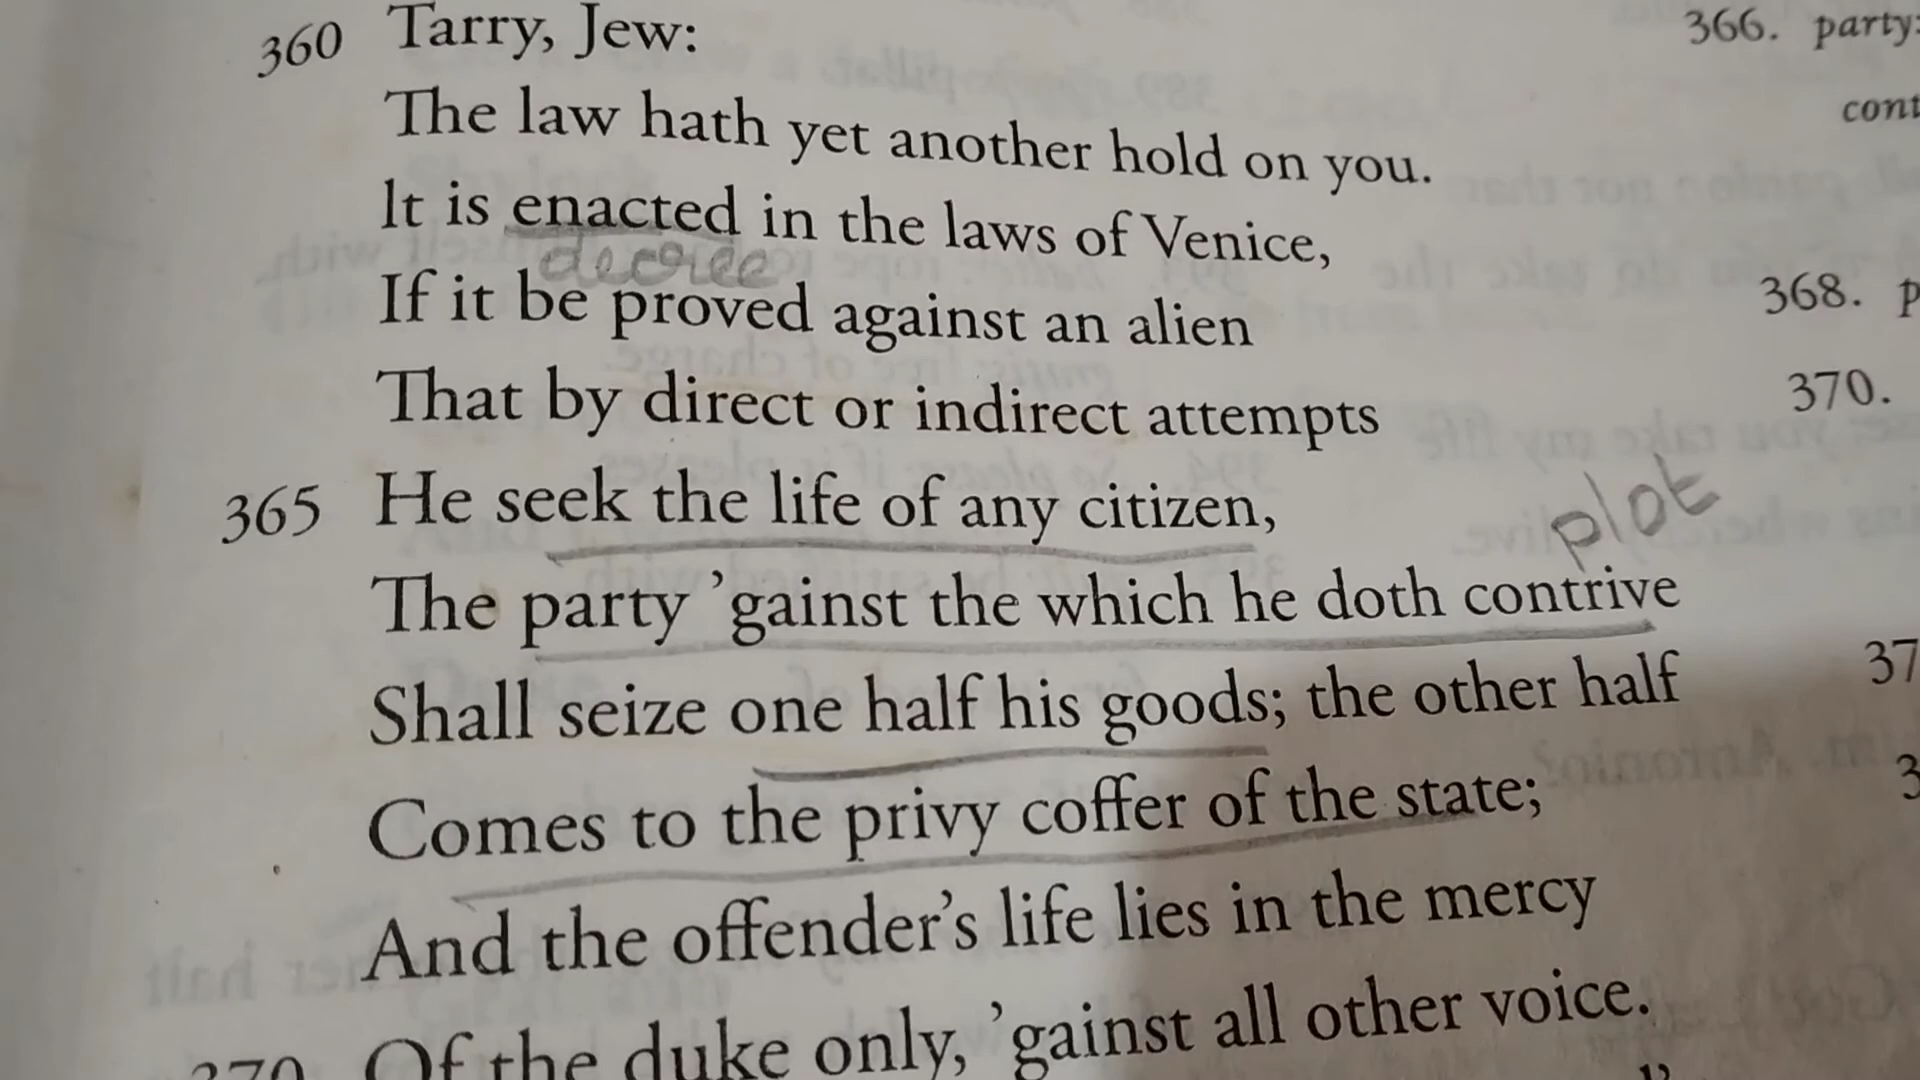 360 Tarry, Jew:
The law hath yet another hold on you.
It is enacted in the laws of Venice,
decree
If it be proved against an alien
That by direct or indirect attempts
365 He seek the life of any citizen,
plot
The party ’gainst the which he doth contrive
Shall seize one half his goods; the other half
Comes to the privy coffer of the state;
And the offender’s life lies in the mercy
370 Of the duke only, ’gainst all other voice.
366. party:
cont
368. p
370.
37
3